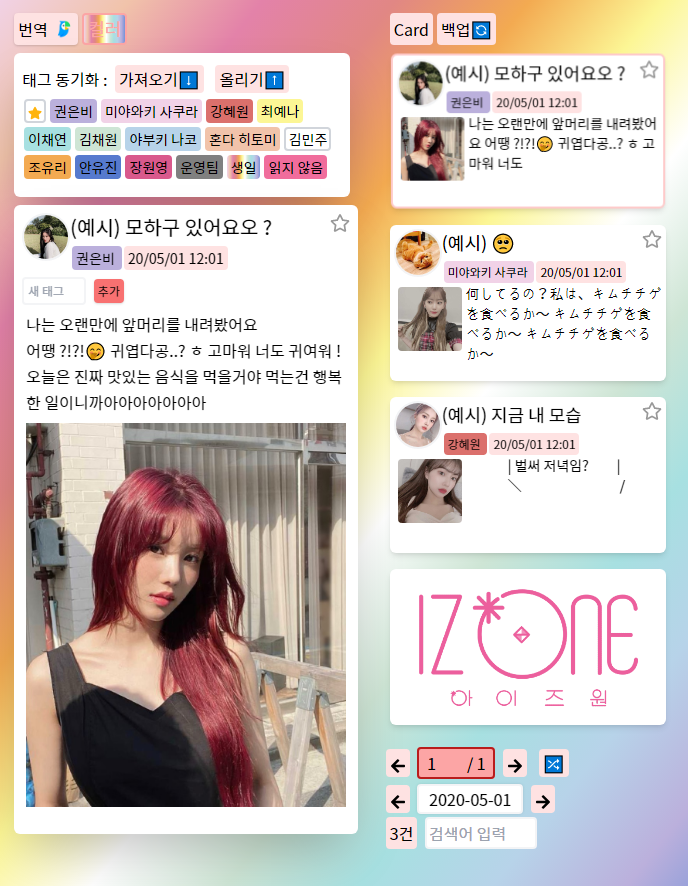 번역
컬러
태그 동기화 : 가져오기 올리기
권은비 미야와키 사쿠라 강혜원 최예나
이채연 김채원 야부키 나코 혼다 히토미 김민주
조유리 안유진 장원영 운영팀 생일 읽지 않음
(예시) 모하구 있어요오 ?
권은비 20/05/01 12:01
새 태그 추가
나는 오랜만에 앞머리를 내려봤어요
어땡 ?!?!🤭 귀엽다공..? ㅎ 고마워 너도 귀여워 !
오늘은 진짜 맛있는 음식을 먹을거야 먹는건 행복
한 일이니까아아아아아아아
Card 백업
(예시) 모하구 있어요오 ?
권은비 20/05/01 12:01
나는 오랜만에 앞머리를 내려봤어
요 어땡 ?!?!🤭 귀엽다공..? ㅎ 고
마워 너도
(예시) 🥺
미야와키 사쿠라 20/05/01 12:01
何してるの？私は、キムチチゲ
を食べるか〜 キムチチゲを食
べるか〜 キムチチゲを食べる
か〜
(예시) 지금 내 모습
강혜원 20/05/01 12:01
| 벌써 저녁임? |
＼ /
IZ*ONE
아이즈원
1 / 1
2020-05-01
3건 검색어 입력